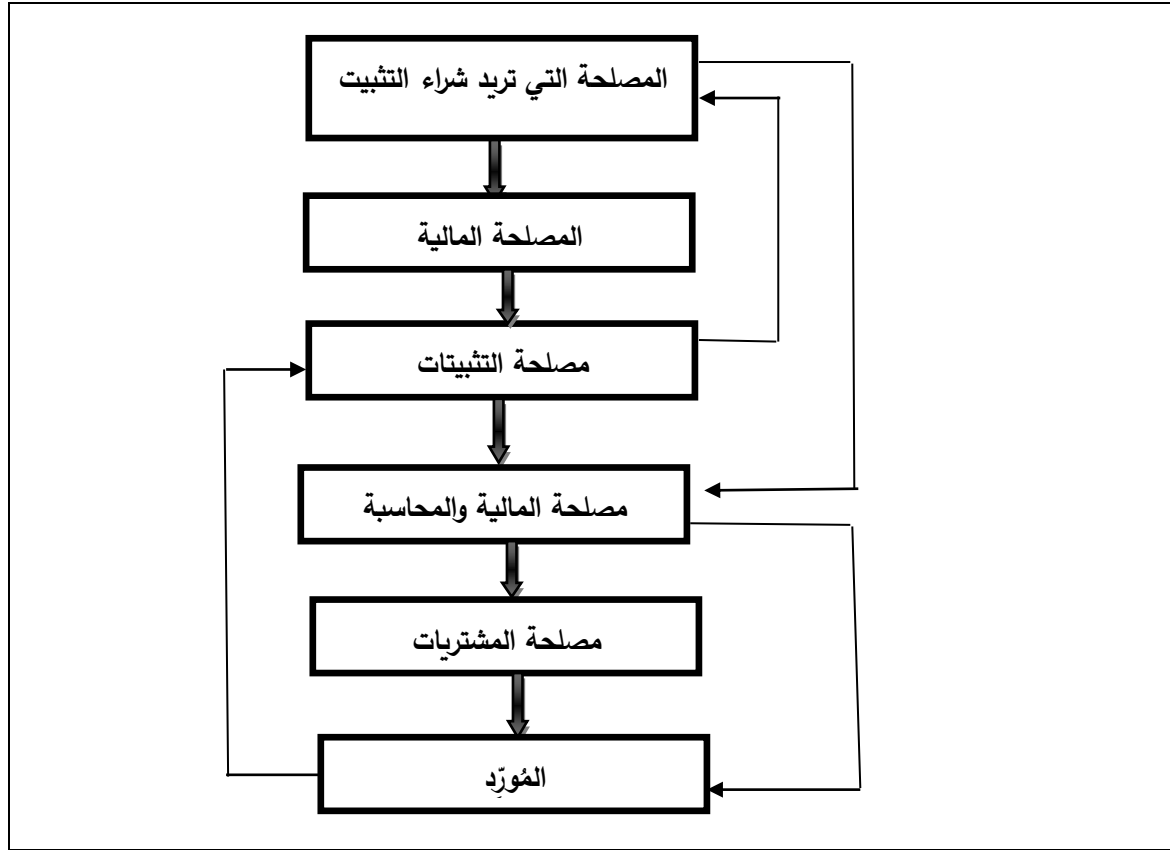 المصلحة التي تريد شراء التثبيت
المصلحة المالية
مصلحة التثبيتات
مصلحة المالية والمحاسبة
مصلحة المشتريات
المُورِّد